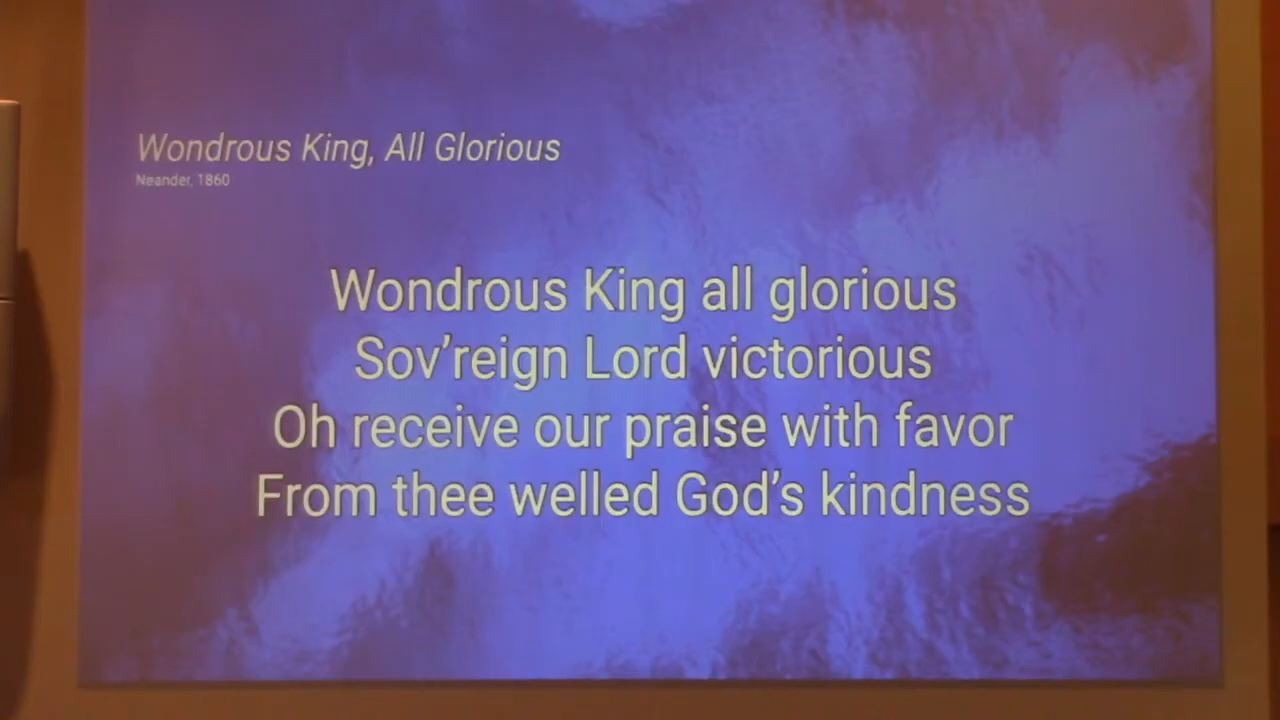 Wondrous King, All Glorious
Neander, 1860
Wondrous King all glorious
Sov’reign Lord victorious
Oh receive our praise with favor
From thee welled God’s kindness